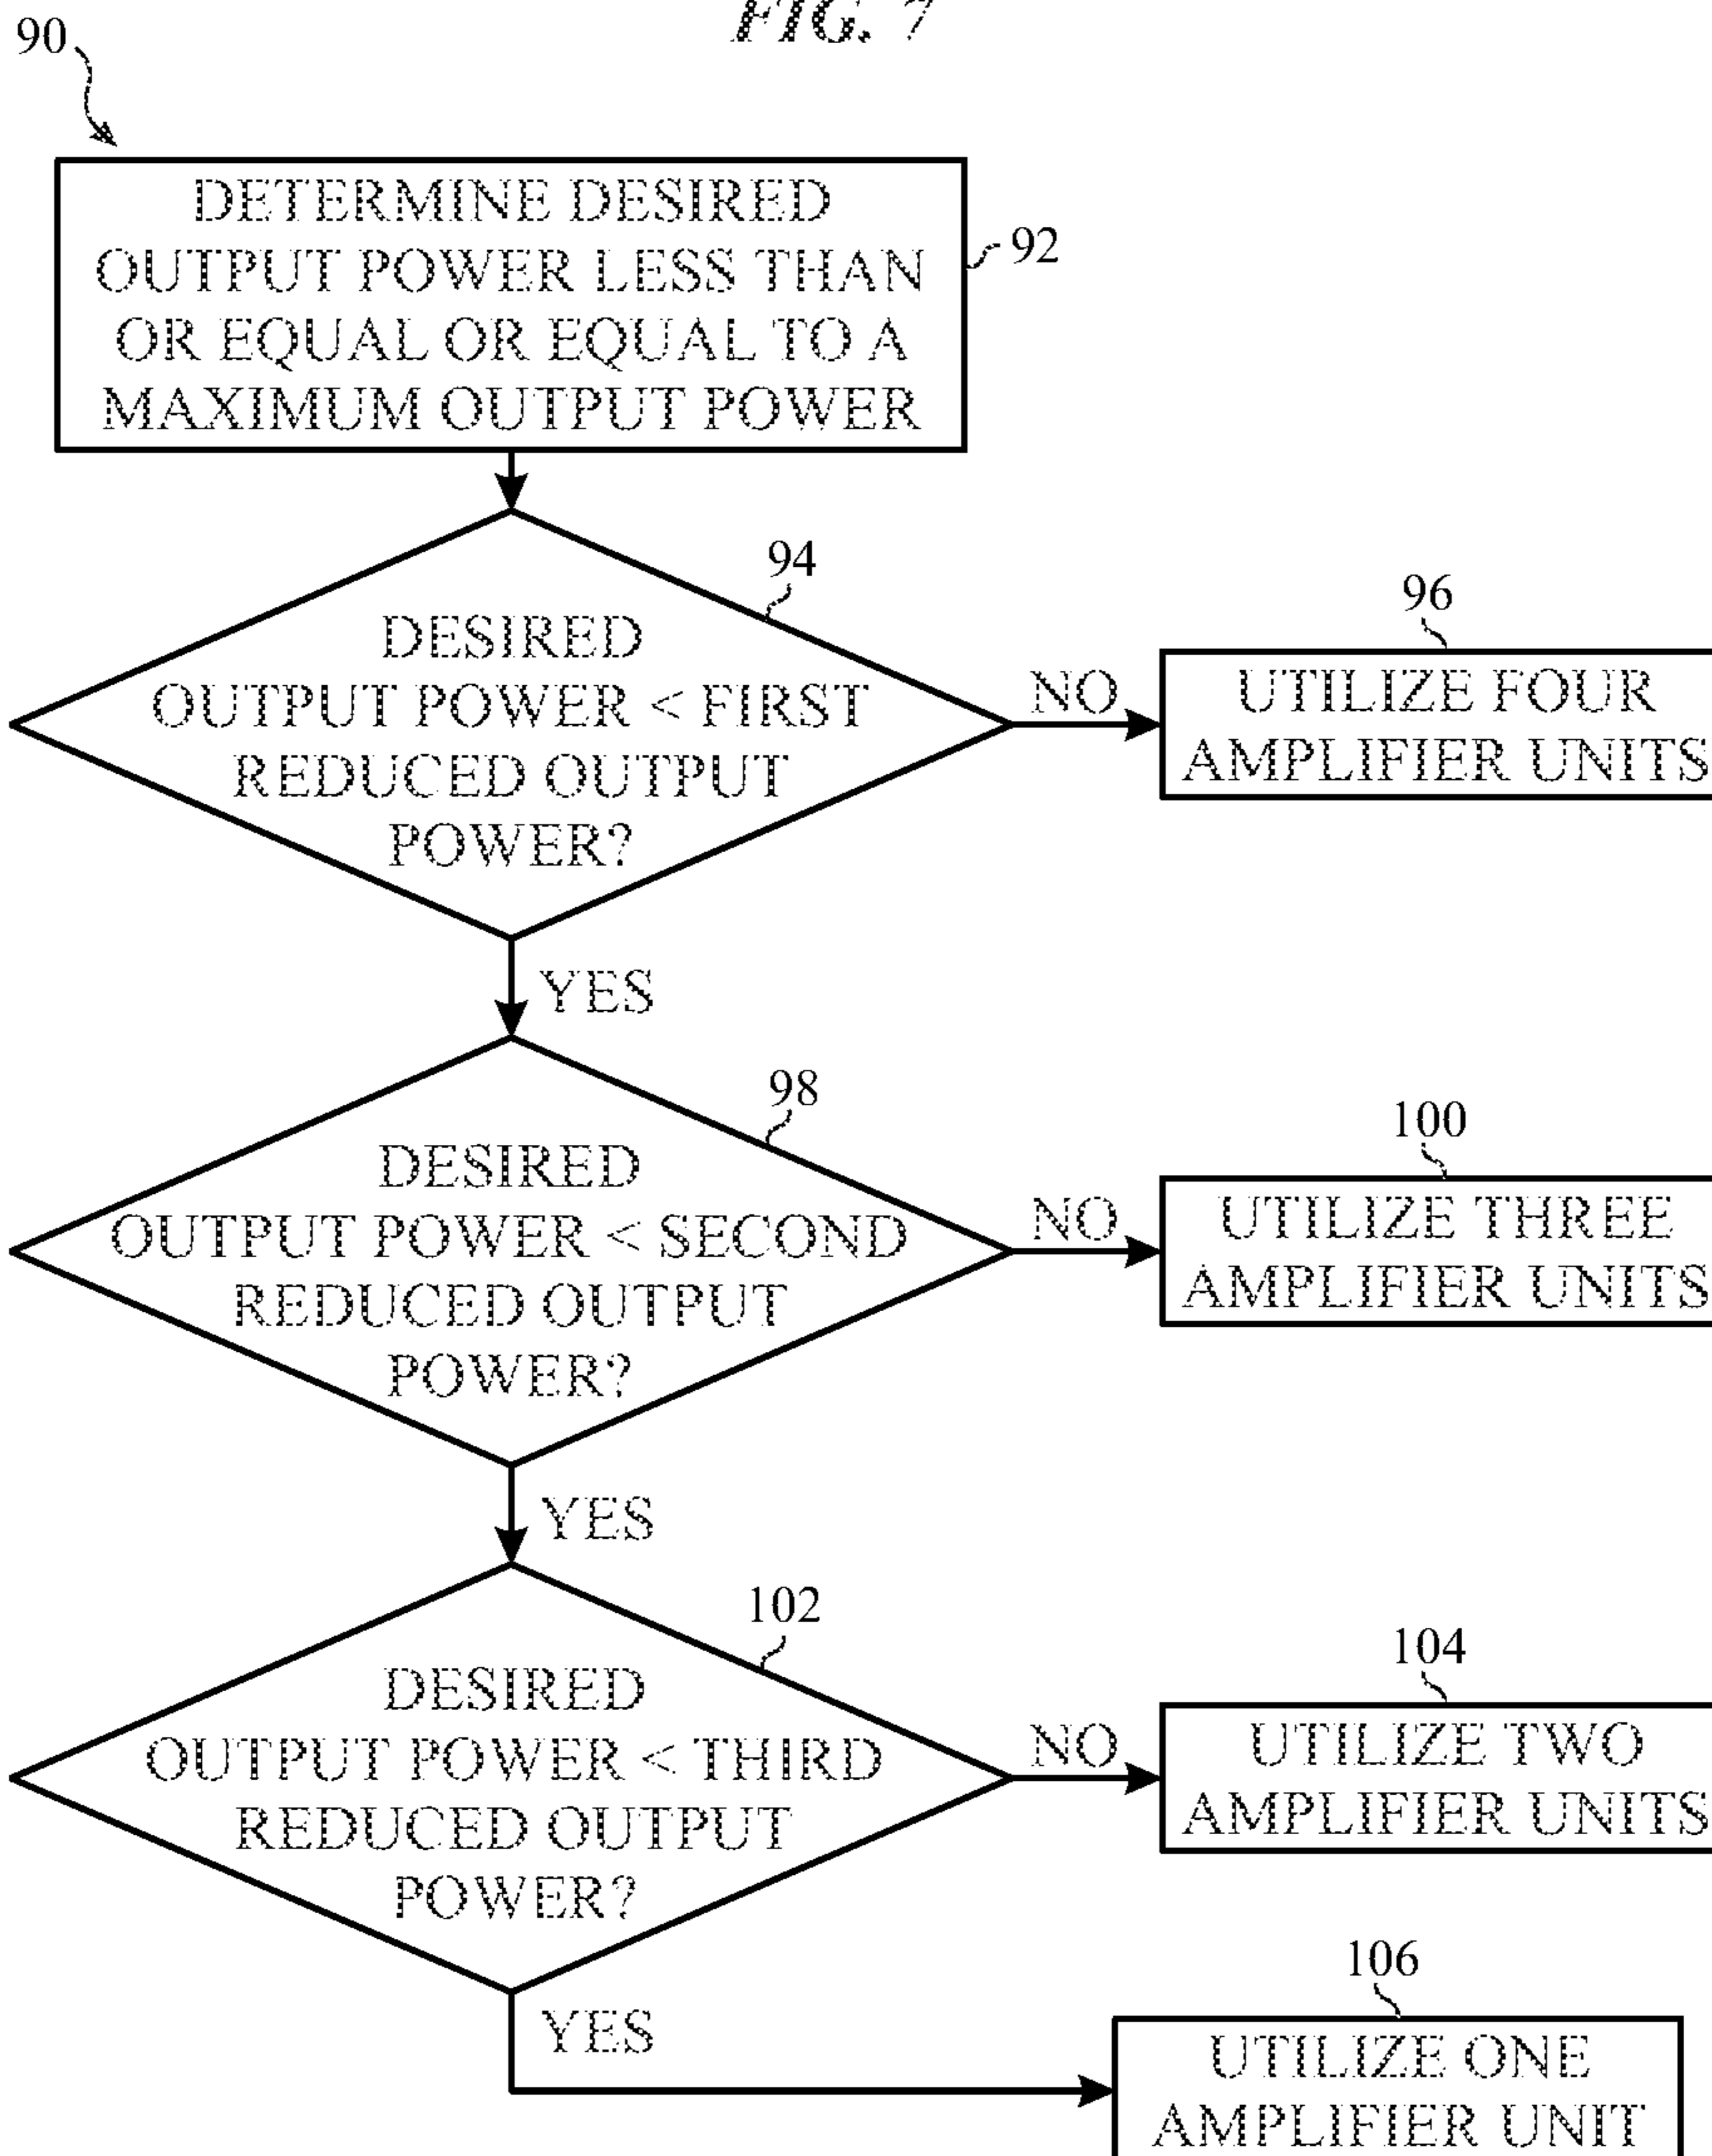 FIG. 7
90
DETERMINE DESIRED
OUTPUT POWER LESS THAN
OR EQUAL OR EQUAL TO A
MAXIMUM OUTPUT POWER
92
94
DESIRED
OUTPUT POWER < FIRST
REDUCED OUTPUT
POWER?
NO
96
UTILIZE FOUR
AMPLIFIER UNITS
YES
98
DESIRED
OUTPUT POWER < SECOND
REDUCED OUTPUT
POWER?
NO
100
UTILIZE THREE
AMPLIFIER UNITS
YES
102
DESIRED
OUTPUT POWER < THIRD
REDUCED OUTPUT
POWER?
NO
104
UTILIZE TWO
AMPLIFIER UNITS
YES
106
UTILIZE ONE
AMPLIFIER UNIT